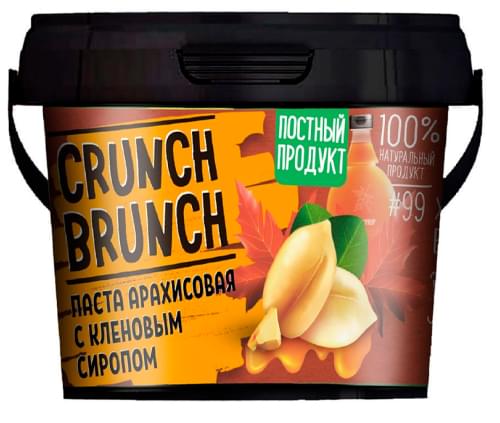 CRUNCH
BRUNCH
ПАСТА АРАХИСОВАЯ
С КЛЕНОВЫМ
СИРОПОМ
ПОСТНЫЙ
ПРОДУКТ
100%
НАТУРАЛЬНЫЙ
ПРОДУКТ
#99